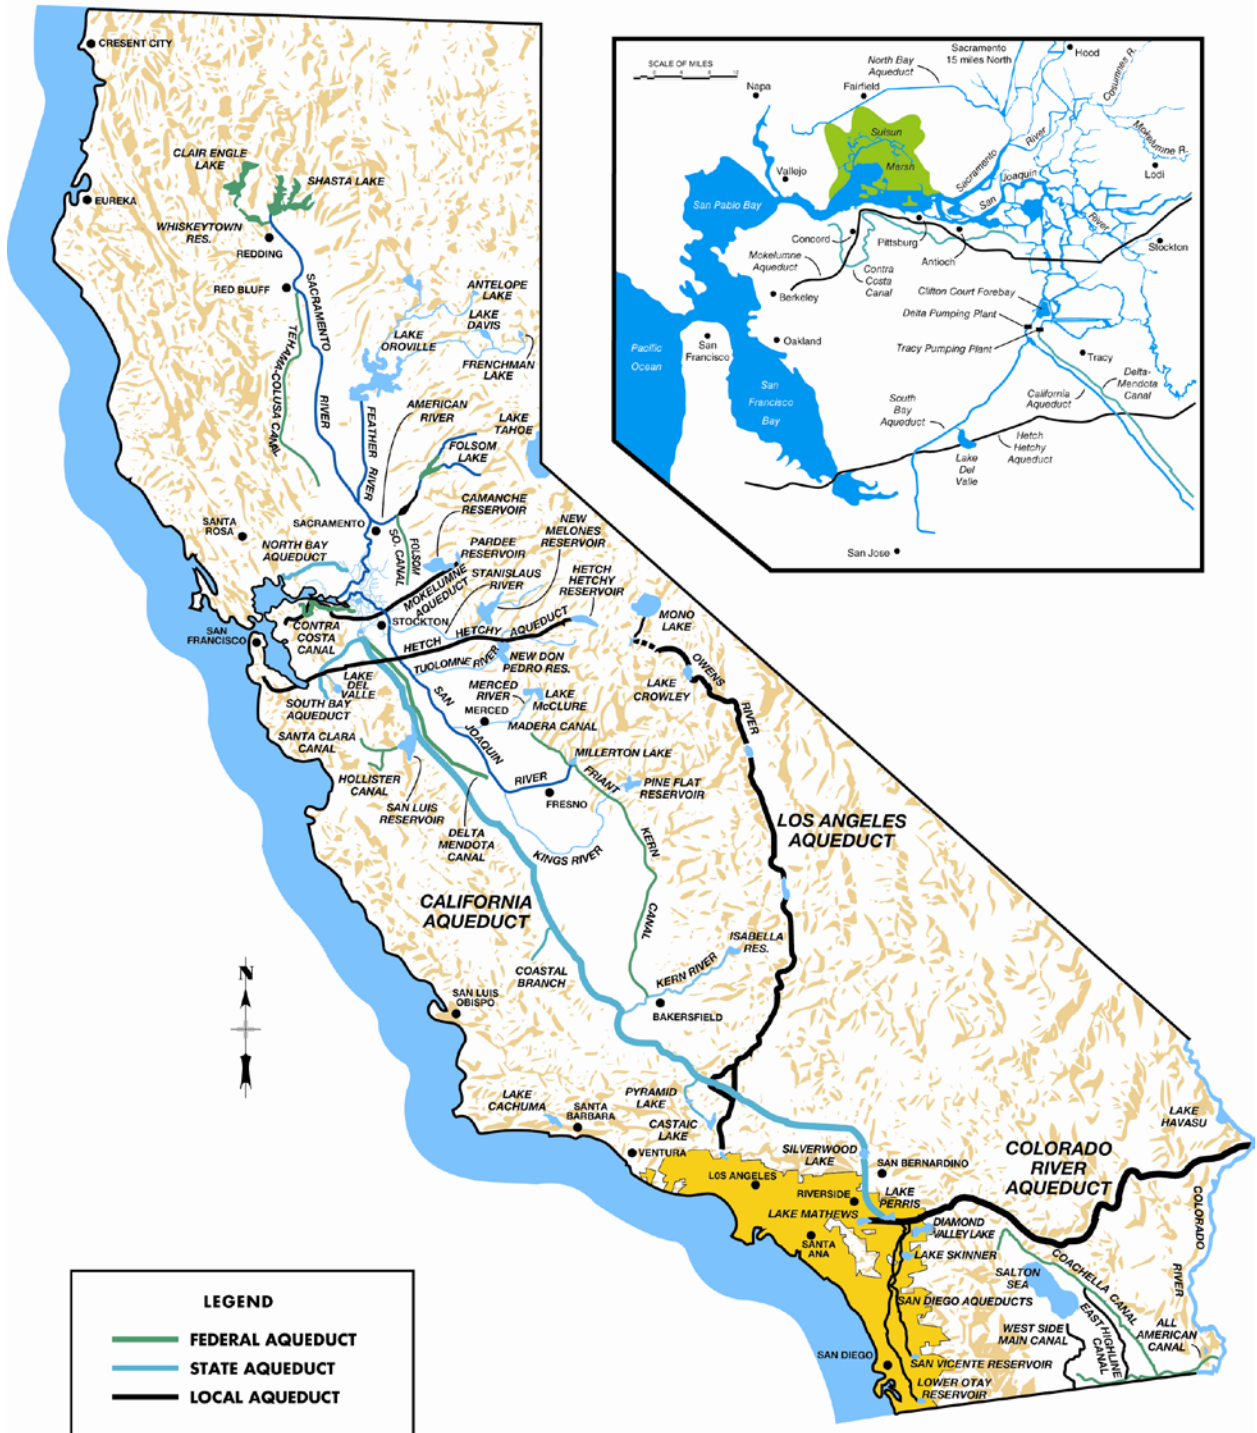 CRESENT CITY
CLAIR ENGLE
LAKE
SHASTA LAKE
EUREKA
WHISKEYTOWN
RES.
REDDING
RED BLUFF
SACRAMENTO
RIVER
TEHAMA-COLUSA CANAL
ANTELOPE
LAKE
LAKE
DAVIS
LAKE
OROVILLE
FRENCHMAN
LAKE
FEATHER RIVER
AMERICAN
RIVER
LAKE
TAHOE
FOLSOM
LAKE
SANTA
ROSA
SACRAMENTO
NORTH BAY
AQUEDUCT
FOLSOM
SO. CANAL
CAMANCHE
RESERVOIR
NEW
MELONES
RESERVOIR
PARDEE
RESERVOIR
STANISLAUS
RIVER
HETCH
HETCHY
RESERVOIR
MOKELUMNE
AQUEDUCT
SAN
FRANCISCO
CONTRA
COSTA
CANAL
STOCKTON
HETCH HETCHY AQUEDUCT
MONO
LAKE
TUOLOMNE RIVER
NEW DON
PEDRO RES.
LAKE
DEL
VALLE
SOUTH BAY
AQUEDUCT
SANTA CLARA
CANAL
MERCED
RIVER
LAKE
McCLURE
MERCED
MADERA CANAL
LAKE
CROWLEY
OWENS
RIVER
SAN
JOAQUIN
RIVER
MILLERTON LAKE
HOLLISTER
CANAL
SAN LUIS
RESERVOIR
DELTA
MENDOTA
CANAL
FRESNO
FRIANT
KERN
CANAL
PINE FLAT
RESERVOIR
KINGS RIVER
LOS ANGELES
AQUEDUCT
CALIFORNIA
AQUEDUCT
COASTAL
BRANCH
ISABELLA
RES.
KERN RIVER
BAKERSFIELD
N
SAN LUIS
OBISPO
LAKE
CACHUMA
SANTA
BARBARA
PYRAMID
LAKE
CASTAIC
LAKE
VENTURA
LOS ANGELES
SILVERWOOD
LAKE
SAN BERNARDINO
RIVERSIDE
LAKE
PERRIS
LAKE MATHEWS
SANTA
ANA
DIAMOND
VALLEY LAKE
LAKE SKINNER
COLORADO
RIVER
AQUEDUCT
LAKE
HAVASU
COLORADO
RIVER
SALTON
SEA
COACHELLA CANAL
SAN DIEGO AQUEDUCTS
WEST SIDE
MAIN CANAL
EAST HIGHLINE
CANAL
ALL
AMERICAN
CANAL
SAN DIEGO
SAN VICENTE RESERVOIR
LOWER OTAY
RESERVOIR
LEGEND
FEDERAL AQUEDUCT
STATE AQUEDUCT
LOCAL AQUEDUCT
SCALE OF MILES
0 4 8 12
Napa
North Bay
Aqueduct
Fairfield
Sacramento
15 miles North
Hood
Cosumnes R.
Mokelumne R.
Lodi
Suisun
Marsh
Vallejo
San Pablo Bay
Sacramento
River
San
Joaquin
River
Concord
Pittsburg
Antioch
Stockton
Mokelumne
Aqueduct
Contra
Costa
Canal
Berkeley
Clifton Court Forebay
Delta Pumping Plant
Tracy Pumping Plant
Tracy
Pacific
Ocean
San
Francisco
Oakland
San
Francisco
Bay
South
Bay
Aqueduct
California
Aqueduct
Delta-
Mendota
Canal
Hetch
Hetchy
Aqueduct
Lake
Del
Valle
San Jose